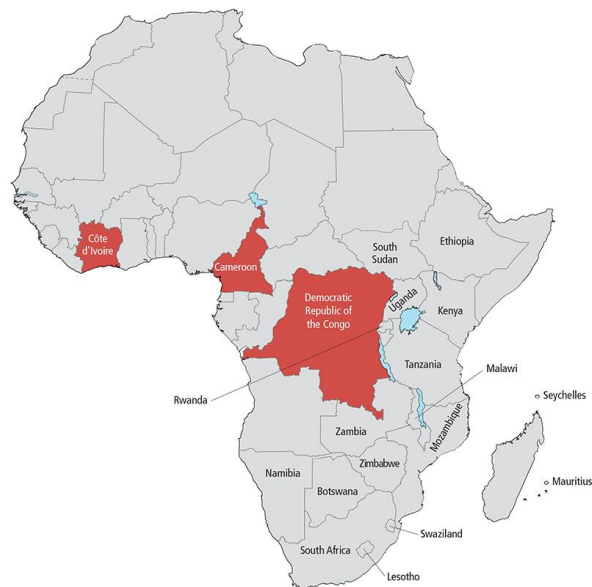 Côte
d'Ivoire
Cameroon
South
Sudan
Ethiopia
Democratic
Republic of
the Congo
Uganda
Kenya
Rwanda
Tanzania
Malawi
Seychelles
Zambia
Mozambique
Mauritius
Zimbabwe
Namibia
Botswana
Swaziland
South Africa
Lesotho